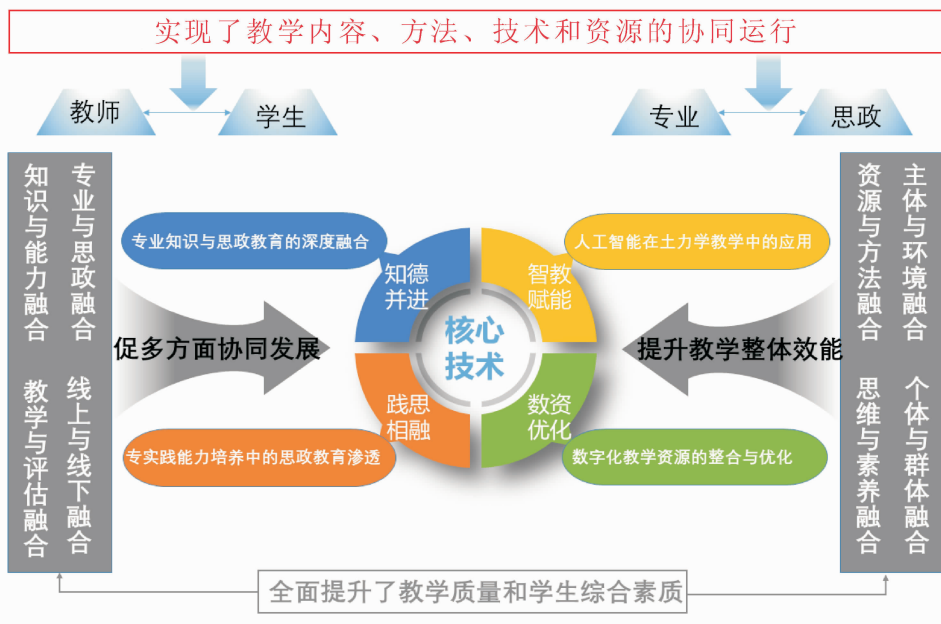 实现了教学内容、方法、技术和资源的协同运行
教师
学生
专业
思政
知识与能力融合
专业与思政融合
教学与评估融合
线上与线下融合
专业知识与思政教育的深度融合
人工智能在土力学教学中的应用
知德
并进
智教
赋能
核心
技术
促多方面协同发展
提升教学整体效能
践思
相融
数资
优化
专实践能力培养中的思政教育渗透
数字化教学资源的整合与优化
资源与方法融合
主体与环境融合
思维与素养融合
个体与群体融合
全面提升了教学质量和学生综合素质